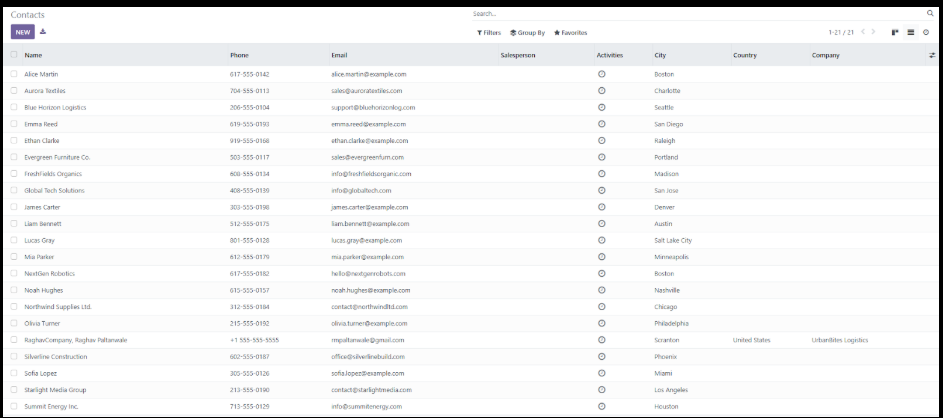 Contacts
Search...
NEW
Filters Group By Favorites 1-21 / 21
Name Phone Email Salesperson Activities City Country Company
Alice Martin 617-555-0142 alice.martin@example.com Boston
Aurora Textiles 704-555-0113 sales@auroratextiles.com Charlotte
Blue Horizon Logistics 206-555-0104 support@bluehorizonlog.com Seattle
Emma Reed 619-555-0193 emma.reed@example.com San Diego
Ethan Clarke 919-555-0168 ethan.clarke@example.com Raleigh
Evergreen Furniture Co. 503-555-0117 sales@evergreenfurn.com Portland
FreshFields Organics 608-555-0134 info@freshfieldsorganic.com Madison
Global Tech Solutions 408-555-0139 info@globaltech.com San Jose
James Carter 303-555-0198 james.carter@example.com Denver
Liam Bennett 512-555-0175 liam.bennett@example.com Austin
Lucas Gray 801-555-0128 lucas.gray@example.com Salt Lake City
Mia Parker 612-555-0179 mia.parker@example.com Minneapolis
NextGen Robotics 617-555-0182 hello@nextgenrobots.com Boston
Noah Hughes 615-555-0157 noah.hughes@example.com Nashville
Northwind Supplies Ltd. 312-555-0184 contact@northwindltd.com Chicago
Olivia Turner 215-555-0192 olivia.turner@example.com Philadelphia
RaghavCompany, Raghav Paltanwale +1 555-555-5555 rmpaltanwale@gmail.com Scranton United States UrbanBites Logistics
Silverline Construction 602-555-0187 office@silverlinebuild.com Phoenix
Sofia Lopez 305-555-0126 sofia.lopez@example.com Miami
Starlight Media Group 213-555-0190 contact@starlightmedia.com Los Angeles
Summit Energy Inc. 713-555-0129 info@summitenergy.com Houston